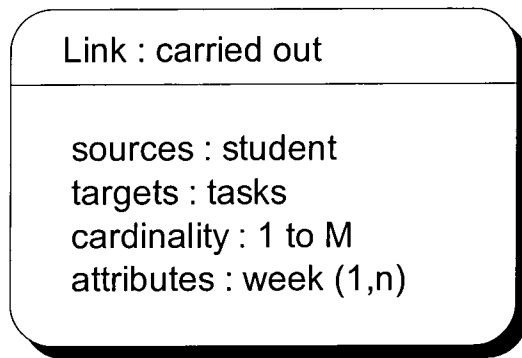 Link : carried out
sources : student
targets : tasks
cardinality : 1 to M
attributes : week (1,n)